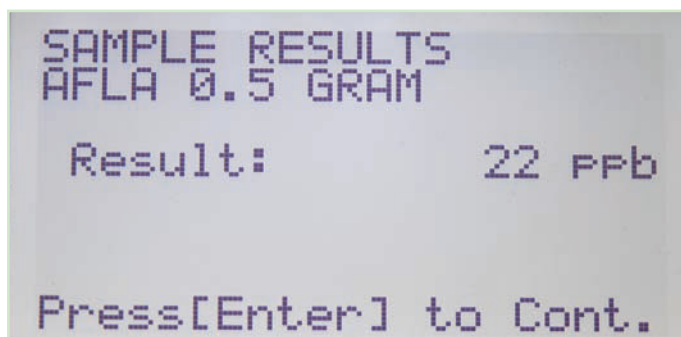 SAMPLE RESULTS
AFLA 0.5 GRAM
Result: 22 ppb
Press[Enter] to Cont.